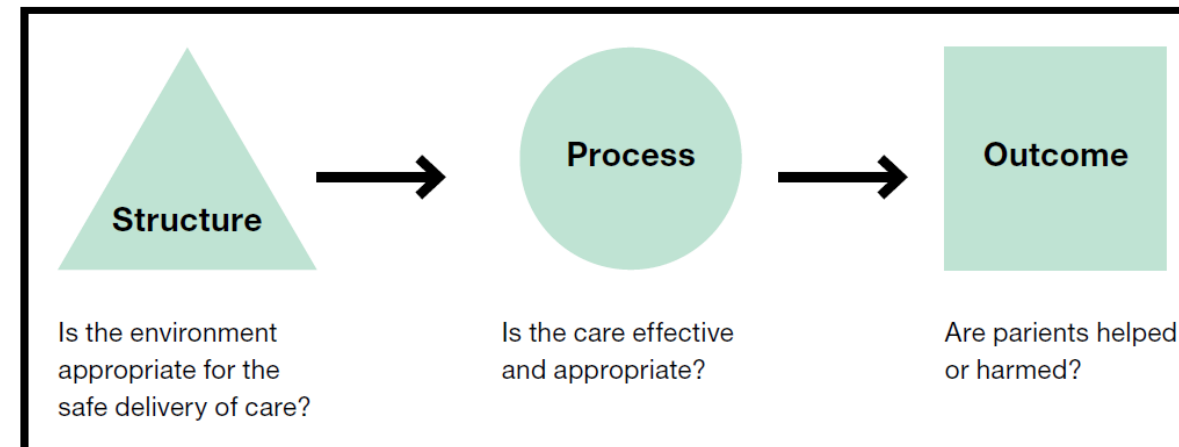 Structure
Process
Outcome
Is the environment
appropriate for the
safe delivery of care?
Is the care effective
and appropriate?
Are parients helped
or harmed?